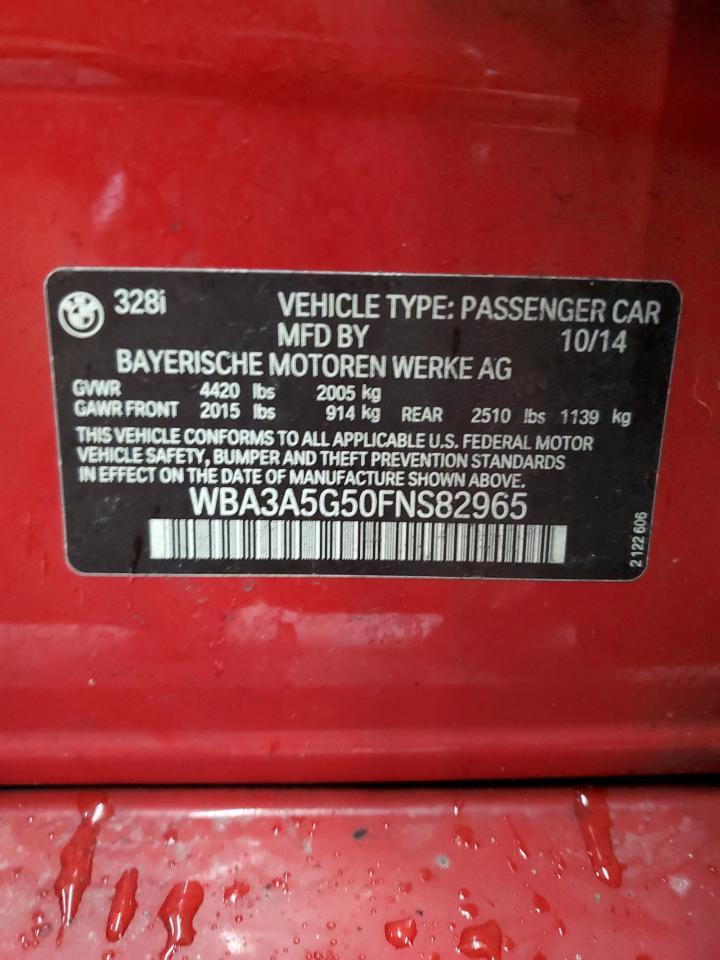 328i VEHICLE TYPE: PASSENGER CAR
MFD BY 10/14
BAYERISCHE MOTOREN WERKE AG
GVWR 4420 lbs 2005 kg
GAWR FRONT 2015 lbs 914 kg REAR 2510 lbs 1139 kg
THIS VEHICLE CONFORMS TO ALL APPLICABLE U.S. FEDERAL MOTOR
VEHICLE SAFETY, BUMPER AND THEFT PREVENTION STANDARDS
IN EFFECT ON THE DATE OF MANUFACTURE SHOWN ABOVE.
WBA3A5G50FNS82965
2 122 606